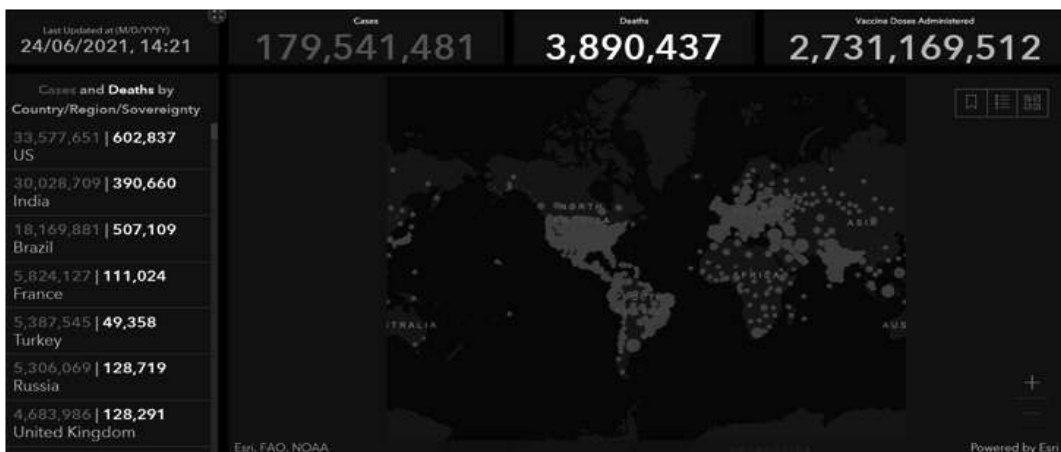 Last Updated at (M/D/YYYY)
24/06/2021, 14:21
Cases
179,541,481
Deaths
3,890,437
Vaccine Doses Administered
2,731,169,512
Cases and Deaths by
Country/Region/Sovereignty
33,577,651 | 602,837
US
30,028,709 | 390,660
India
18,169,881 | 507,109
Brazil
5,824,127 | 111,024
France
5,387,545 | 49,358
Turkey
5,306,069 | 128,719
Russia
4,683,986 | 128,291
United Kingdom
NORTH
ASIA
AFRICA
TRALIA
AUS
Esri, FAO, NOAA
Powered by Esri